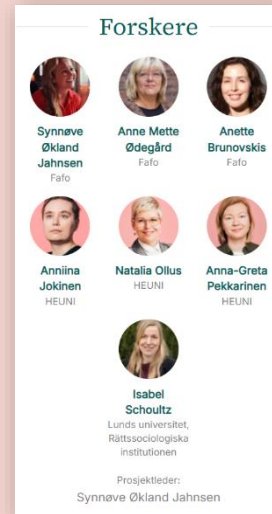 Forskere
Synnøve
Økland
Jahnsen
Fafo
Anne Mette
Ødegård
Fafo
Anette
Brunovskis
Fafo
Anniina
Jokinen
HEUNI
Natalia Ollus
HEUNI
Anna-Greta
Pekkarinen
HEUNI
Isabel
Schoultz
Lunds universitet,
Rättssociologiska
institutionen
Prosjektleder:
Synnøve Økland Jahnsen